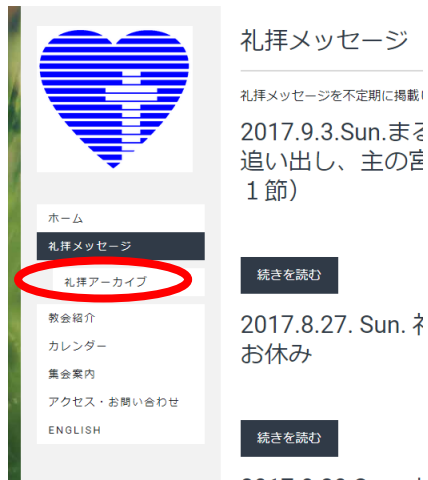 ホーム
礼拝メッセージ
礼拝アーカイブ
教会紹介
カレンダー
集会案内
アクセス・お問い合わせ
ENGLISH
礼拝メッセージ
礼拝メッセージを不定期に掲載
2017.9.3.Sun.まる
追い出し、主の宮
１節）
続きを読む
2017.8.27. Sun. 礼
お休み
続きを読む